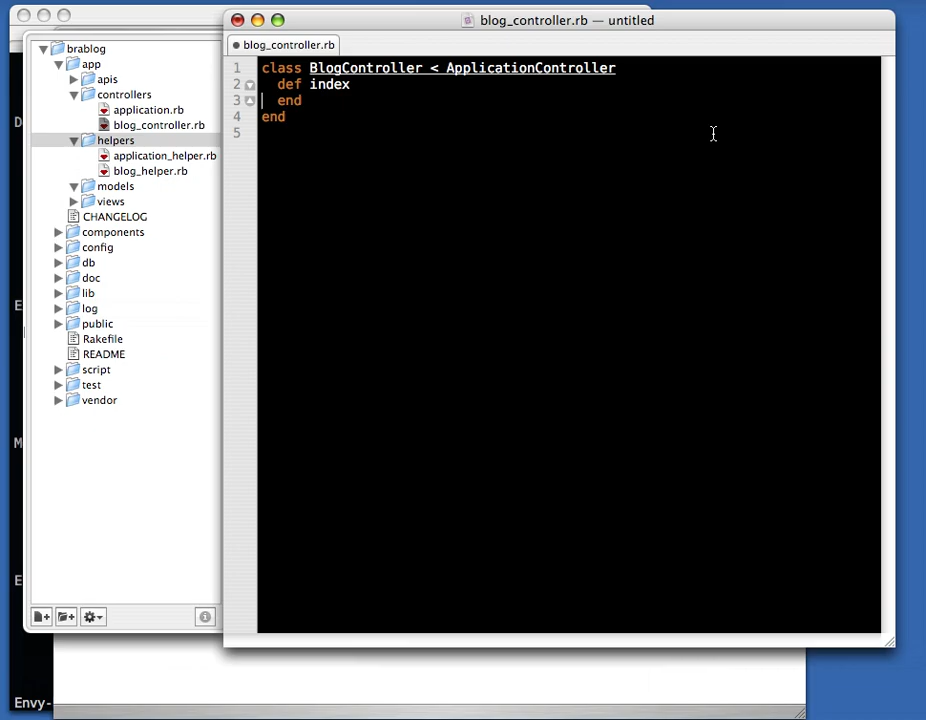 blog_controller.rb — untitled
brablog
app
apis
controllers
application.rb
blog_controller.rb
helpers
application_helper.rb
blog_helper.rb
models
views
CHANGELOG
components
config
db
doc
lib
log
public
Rakefile
README
script
test
vendor
blog_controller.rb
1 class BlogController < ApplicationController
2 def index
3 end
4 end
5
D
E
M
E
Envy-